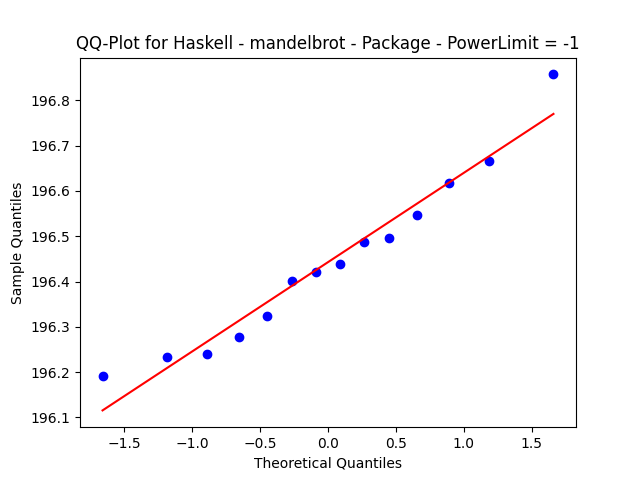 QQ-Plot for Haskell - mandelbrot - Package - PowerLimit = -1
196.8
196.7
196.6
196.5
196.4
196.3
196.2
196.1
Sample Quantiles
−1.5 −1.0 −0.5 0.0 0.5 1.0 1.5
Theoretical Quantiles